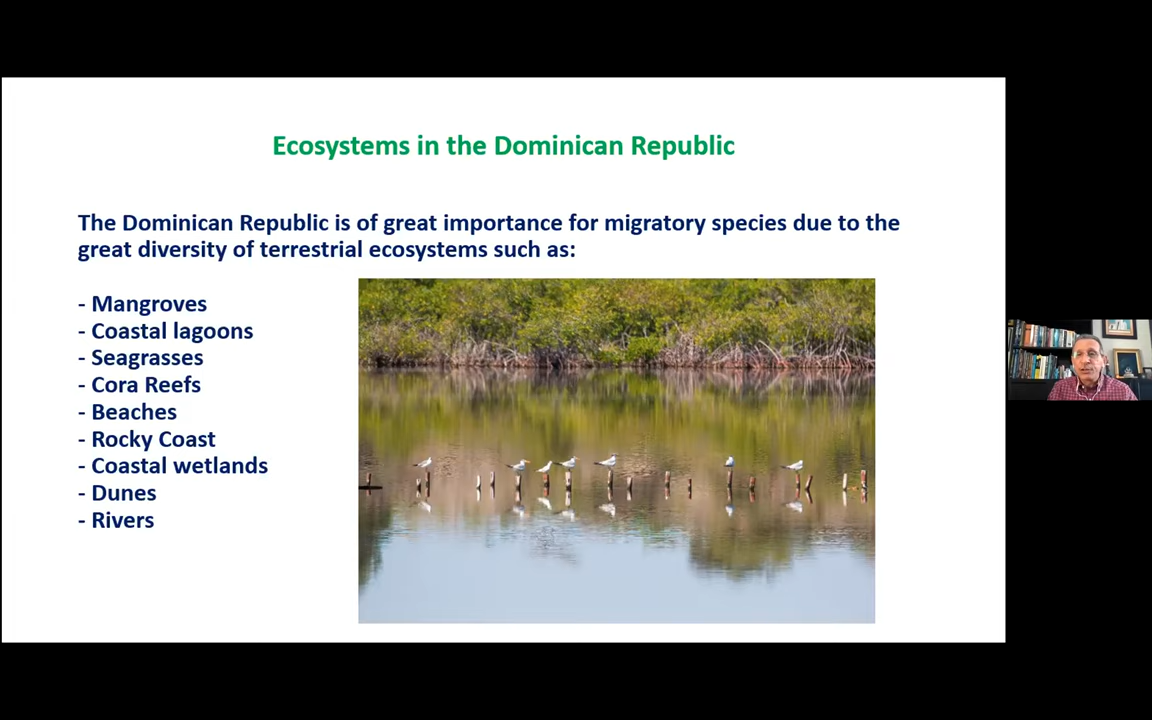 Ecosystems in the Dominican Republic
The Dominican Republic is of great importance for migratory species due to the
great diversity of terrestrial ecosystems such as:
- Mangroves
- Coastal lagoons
- Seagrasses
- Cora Reefs
- Beaches
- Rocky Coast
- Coastal wetlands
- Dunes
- Rivers